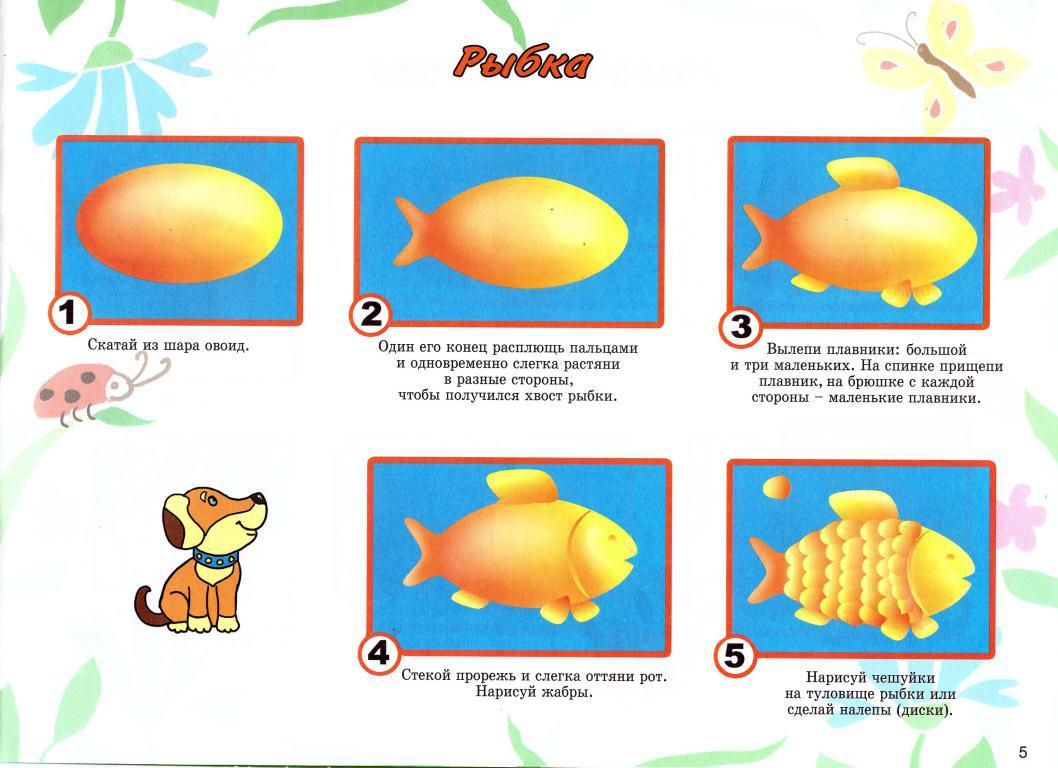 Рыбка
1
Скатай из шара овоид.
2
Один его конец расплющь пальцами
и одновременно слегка растяни
в разные стороны,
чтобы получился хвост рыбки.
3
Вылепи плавники: большой
и три маленьких. На спинке прищепи
плавник, на брюшке с каждой
стороны – маленькие плавники.
4
Стекой прорежь и слегка оттяни рот.
Нарисуй жабры.
5
Нарисуй чешуйки
на туловище рыбки или
сделай налепы (диски).
5